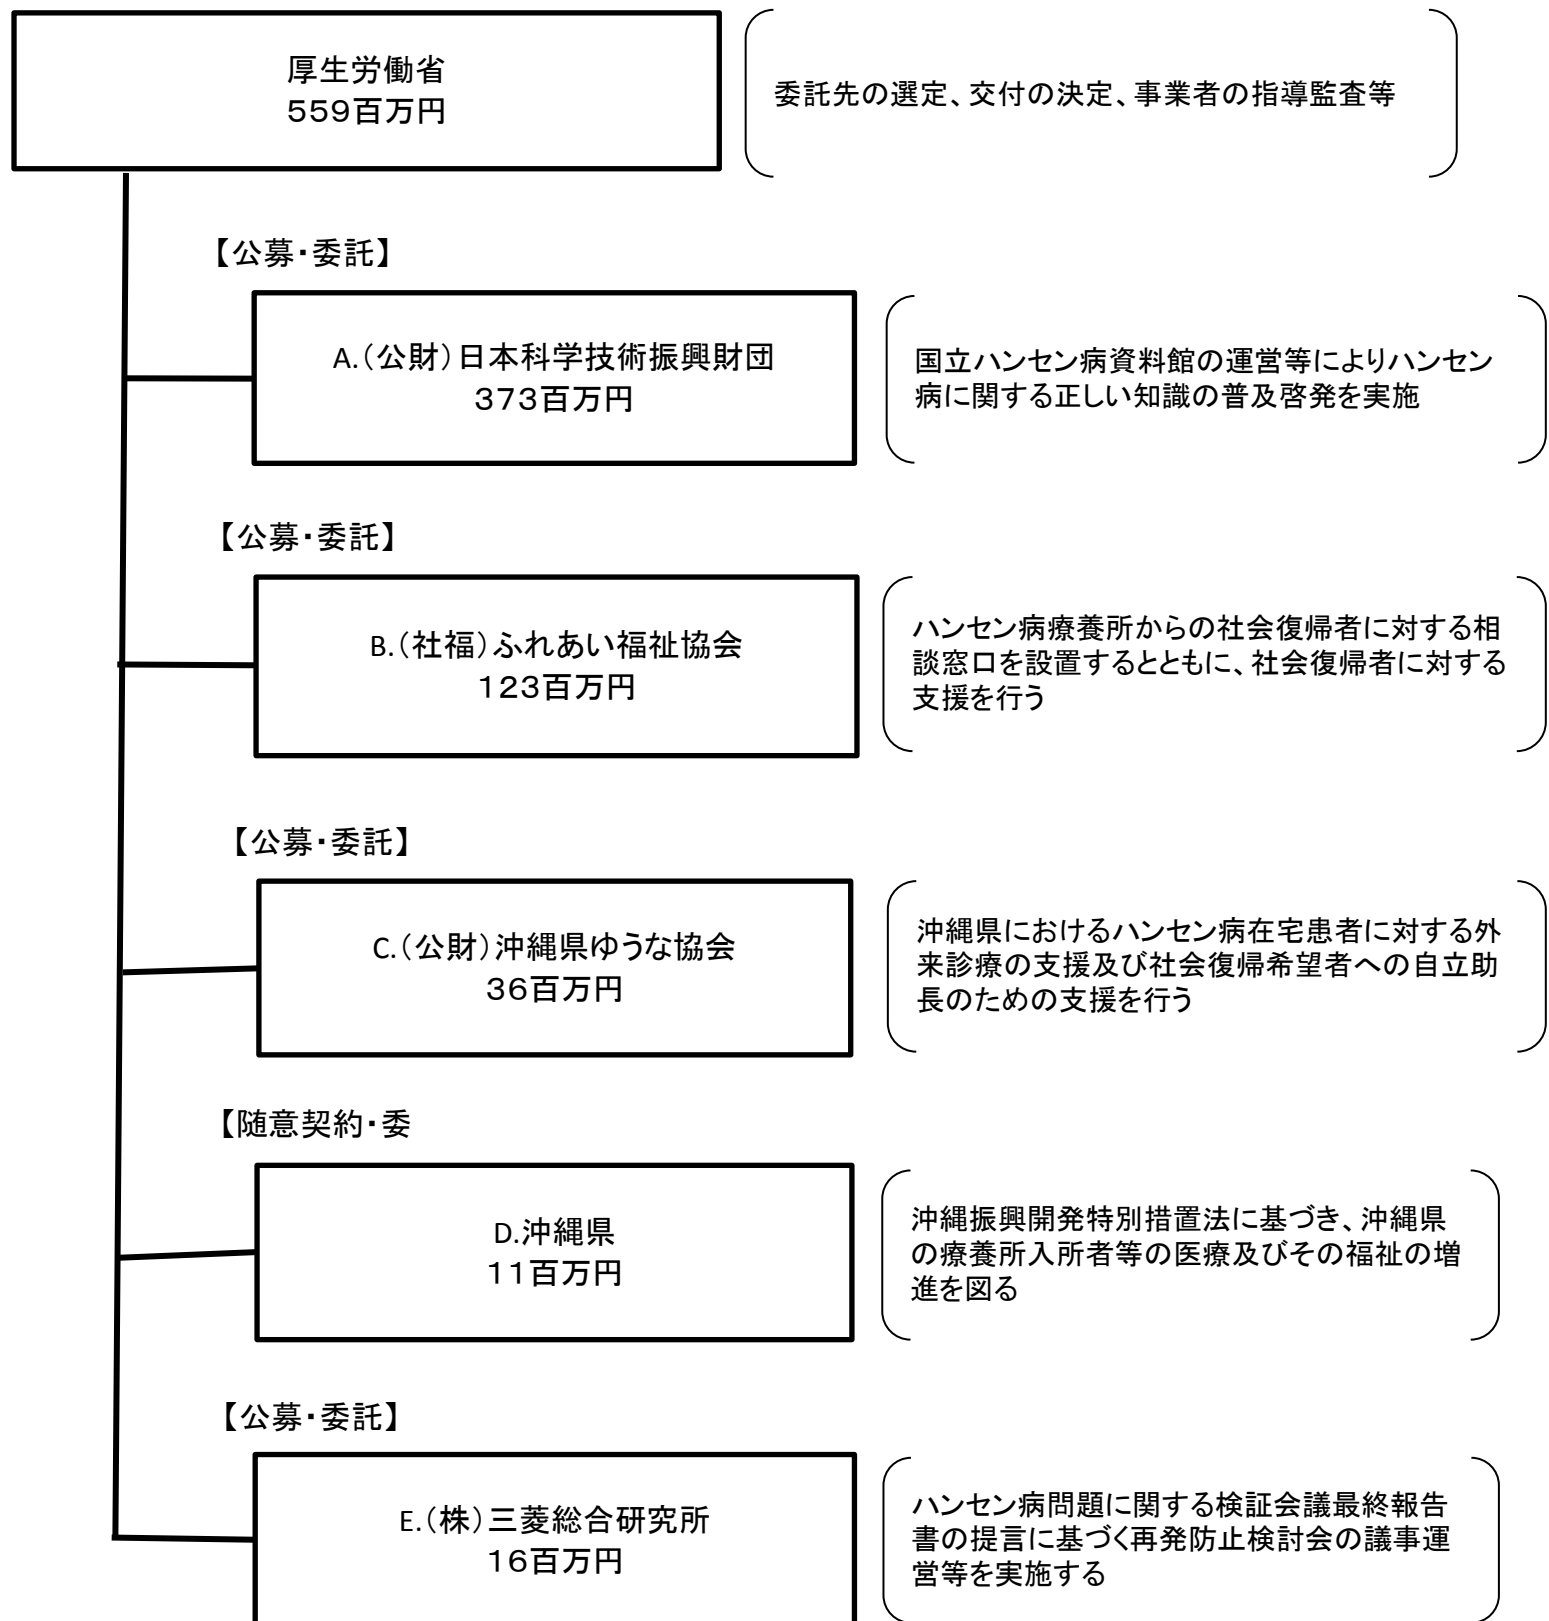 厚生労働省
559百万円
委託先の選定、交付の決定、事業者の指導監査等
【公募・委託】
A.（公財）日本科学技術振興財団
373百万円
国立ハンセン病資料館の運営等によりハンセン
病に関する正しい知識の普及啓発を実施
【公募・委託】
B.（社福）ふれあい福祉協会
123百万円
ハンセン病療養所からの社会復帰者に対する相
談窓口を設置するとともに、社会復帰者に対する
支援を行う
【公募・委託】
C.（公財）沖縄県ゆうな協会
36百万円
沖縄県におけるハンセン病在宅患者に対する外
来診療の支援及び社会復帰希望者への自立助
長のための支援を行う
【随意契約・委
D.沖縄県
11百万円
沖縄振興開発特別措置法に基づき、沖縄県
の療養所入所者等の医療及びその福祉の増
進を図る
【公募・委託】
E.（株）三菱総合研究所
16百万円
ハンセン病問題に関する検証会議最終報告
書の提言に基づく再発防止検討会の議事運
営等を実施する